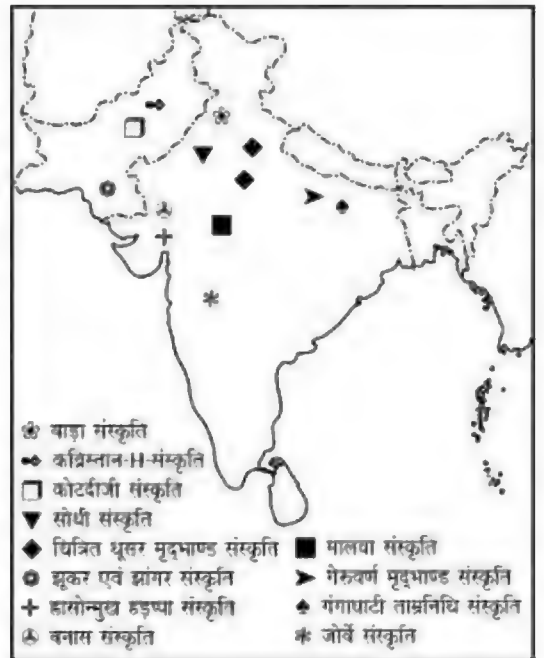 बाड़ा संस्कृति
कब्रिस्तान-H-संस्कृति
कोटदीजी संस्कृति
सोथी संस्कृति
चित्रित धूसर मृद्भाण्ड संस्कृति
झूकर एवं झांगर संस्कृति
ह्रासोन्मुख हड़प्पा संस्कृति
बनास संस्कृति
मालवा संस्कृति
गेरुवर्ण मृद्भाण्ड संस्कृति
गंगाघाटी ताम्रनिधि संस्कृति
जोर्वे संस्कृति